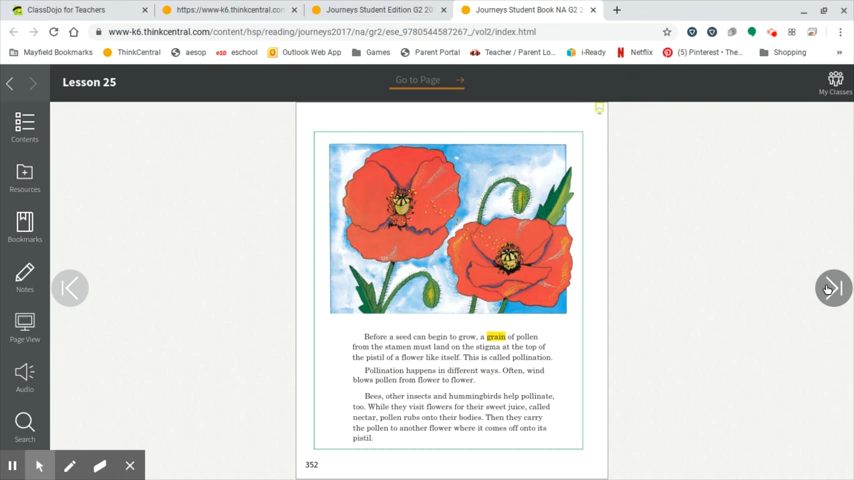 ClassDojo for Teachers
https://www-k6.thinkcentral.com
Journeys Student Edition G2 20
Journeys Student Book NA G2 2
https://www-k6.thinkcentral.com/content/hsp/reading/journeys2017/na/gr2/ese_9780544587267_/vol2/index.html
Mayfield Bookmarks ThinkCentral aesop eschool Outlook Web App Games Parent Portal Teacher / Parent Lo... i-Ready Netflix (5) Pinterest • The... Shopping
Lesson 25
Go to Page
My Classes
Contents
Resources
Bookmarks
Notes
Page View
Audio
Search
Before a seed can begin to grow, a grain of pollen
from the stamen must land on the stigma at the top of
the pistil of a flower like itself. This is called pollination.
Pollination happens in different ways. Often, wind
blows pollen from flower to flower.
Bees, other insects and hummingbirds help pollinate,
too. While they visit flowers for their sweet juice, called
nectar, pollen rubs onto their bodies. Then they carry
the pollen to another flower where it comes off onto its
pistil.
352